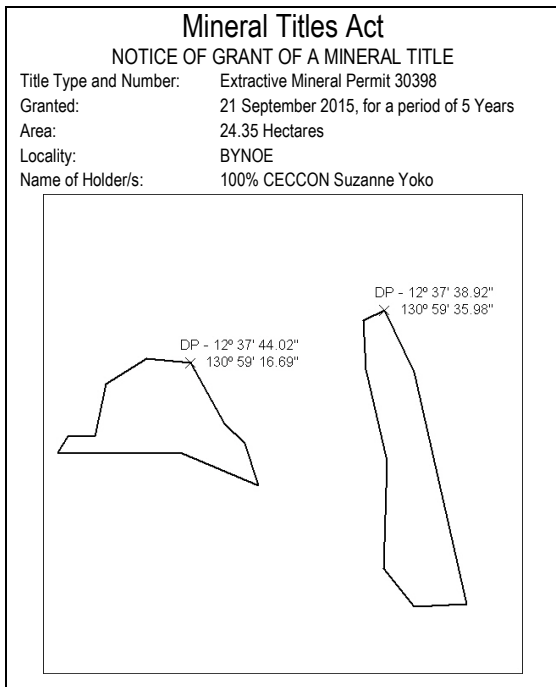 Mineral Titles Act
NOTICE OF GRANT OF A MINERAL TITLE
Title Type and Number: Extractive Mineral Permit 30398
Granted: 21 September 2015, for a period of 5 Years
Area: 24.35 Hectares
Locality: BYNOE
Name of Holder/s: 100% CECCON Suzanne Yoko
DP - 12º 37' 38.92"
130º 59' 35.98"
DP - 12º 37' 44.02"
130º 59' 16.69"